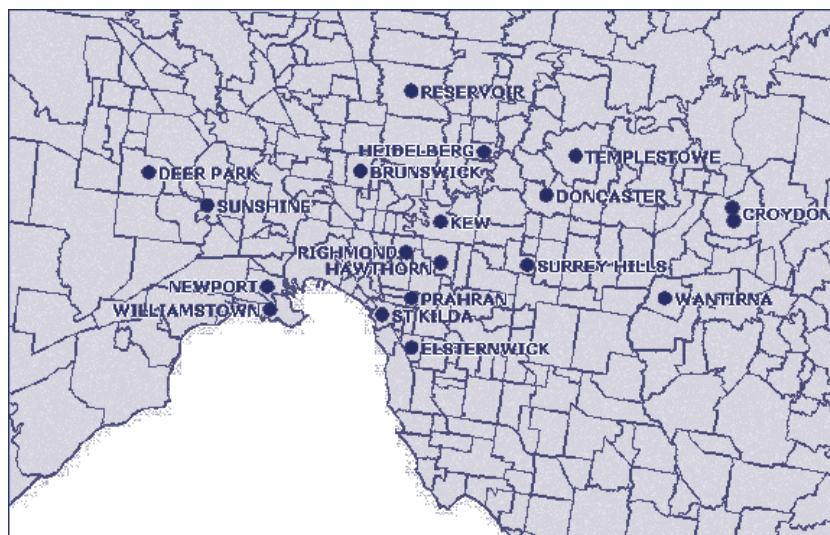 RESERVOIR
HEIDELBERG
TEMPLESTOWE
DEER PARK
BRUNSWICK
DONCASTER
SUNSHINE
CROYDON
KEW
RICHMOND
HAWTHORN
SURREY HILLS
NEWPORT
PRAHRAN
WANTIRNA
WILLIAMSTOWN
ST KILDA
ELSTERNWICK